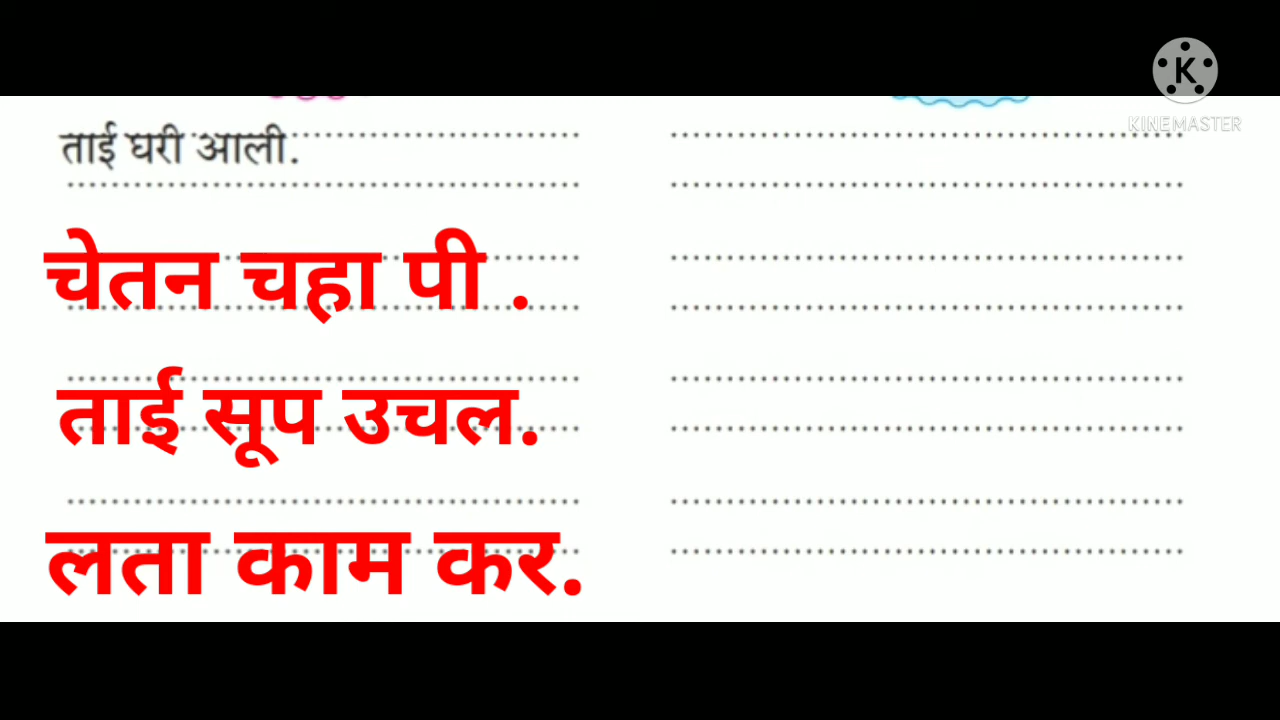 K
KINEMASTER
ताई घरी आली.
चेतन चहा पी .
ताई सूप उचल.
लता काम कर.